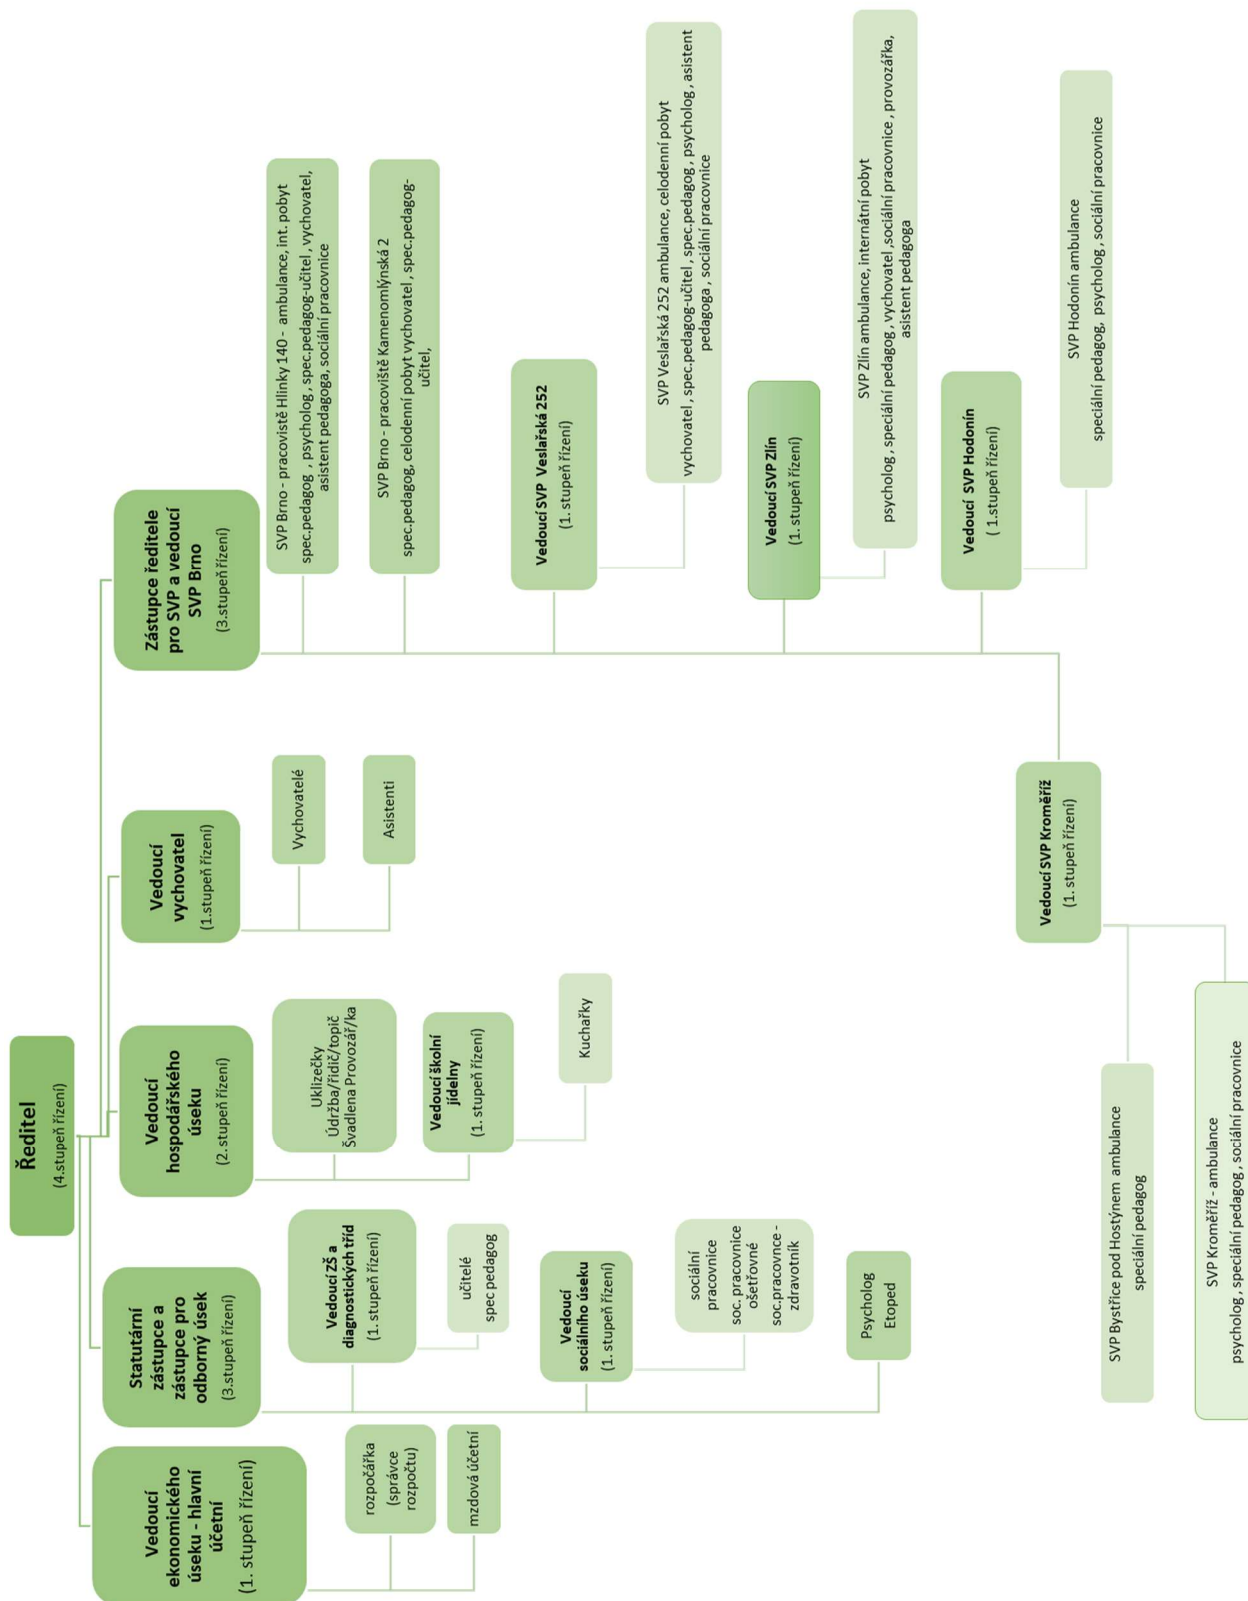 Ředitel
(4.stupeň řízení)
Vedoucí
ekonomického
úseku - hlavní
účetní
(1. stupeň řízení)
rozpočářka
(správce
rozpočtu)
mzdová účetní
Statutární
zástupce a
zástupce pro
odborný úsek
(3.stupeň řízení)
Vedoucí ZŠ a
diagnostických tříd
(1. stupeň řízení)
učitelé
spec pedagog
Vedoucí
sociálního úseku
(1. stupeň řízení)
sociální
pracovnice
soc. pracovnice
ošetřovné
soc.pracovnce -
zdravotník
Psycholog
Etoped
Vedoucí
hospodářského
úseku
(2. stupeň řízení)
Uklizečky
Údržba/řidič/topič
Švadlena Provozář/ka
Vedoucí školní
jídelny
(1. stupeň řízení)
Kuchařky
Vedoucí
vychovatel
(1.stupeň řízení)
Vychovatelé
Asistenti
Zástupce ředitele
pro SVP a vedoucí
SVP Brno
(3.stupeň řízení)
SVP Brno - pracovistě Hlinky 140 - ambulance, int. pobyt
spec.pedagog , psycholog , spec.pedagog-učitel , vychovatel,
asistent pedagoga, sociální pracovnice
SVP Brno - pracoviště Kamenomlýnská 2
spec.pedagog, celodenní pobyt vychovatel , spec.pedagog-
učitel,
Vedoucí SVP Veslařská 252
(1. stupeň řízení)
SVP Veslařská 252 ambulance, celodenní pobyt
vychovatel , spec.pedagog-učitel , spec.pedagog , psycholog , asistent
pedagoga , sociální pracovnice
Vedoucí SVP Zlín
(1. stupeň řízení)
SVP Zlín ambulance, internátní pobyt
psycholog , speciální pedagog , vychovatel ,sociální pracovnice , provozářka,
asistent pedagoga
Vedoucí SVP Hodonín
( 1.stupeň řízení)
SVP Hodonín ambulance
speciální pedagog, psycholog , sociální pracovnice
Vedoucí SVP Kroměříž
(1. stupeň řízení)
SVP Bystřice pod Hostýnem ambulance
speciální pedagog
SVP Kroměříž - ambulance
psycholog , speciální pedagog , sociální pracovnice